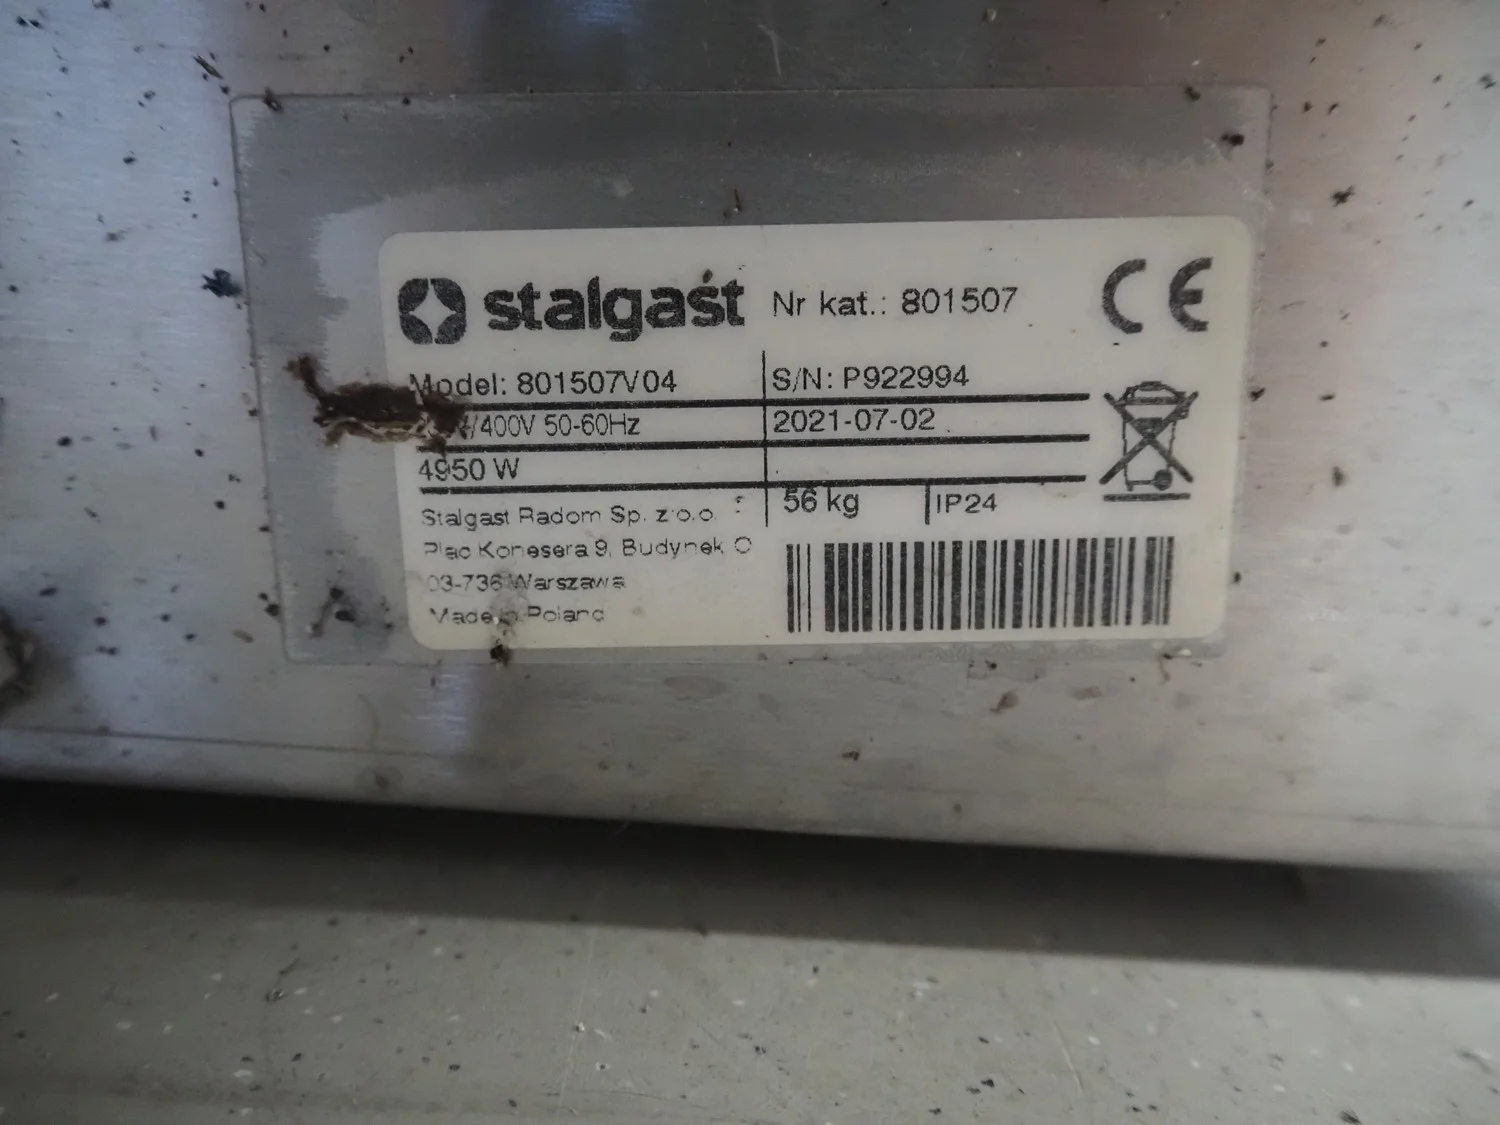 stalgast
Nr kat.: 801507
CE
Model: 801507V04
S/N: P922994
/400V 50-60Hz
2021-07-02
4950 W
56 kg
IP24
Stalgast Radom Sp. z o.o.
Plac Konesera 9, Budynek
03-736 Warszawa
Made in Poland